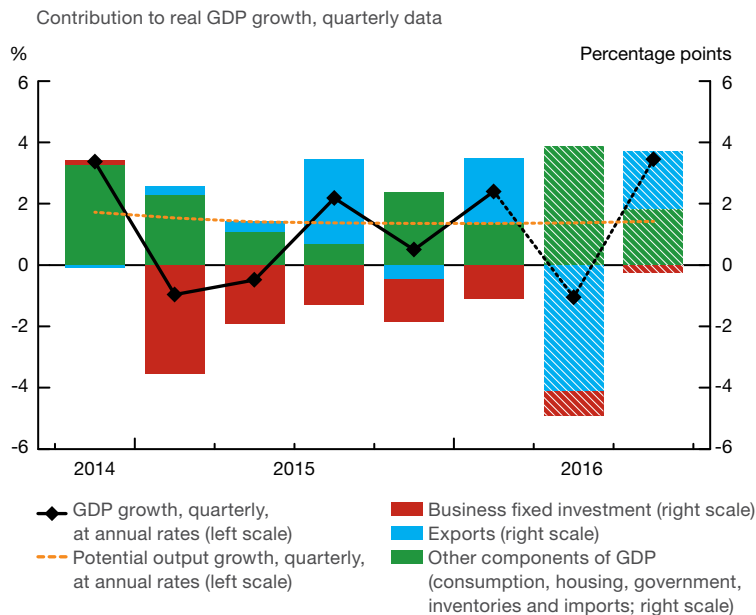 Contribution to real GDP growth, quarterly data
% Percentage points
6 6
4 4
2 2
0 0
-2 -2
-4 -4
-6 -6
2014 2015 2016
GDP growth, quarterly,
at annual rates (left scale)
Potential output growth, quarterly,
at annual rates (left scale)
Business fixed investment (right scale)
Exports (right scale)
Other components of GDP
(consumption, housing, government,
inventories and imports; right scale)